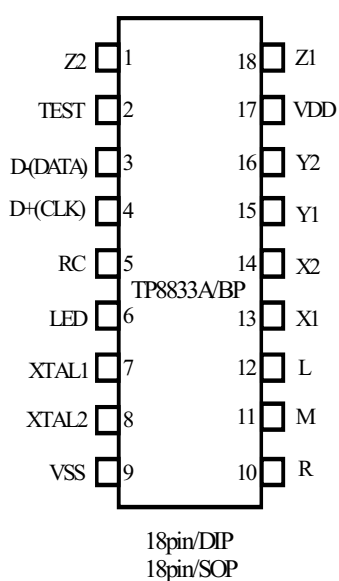 Z2 1 18 Z1
TEST 2 17 VDD
D-(DATA) 3 16 Y2
D+(CLK) 4 15 Y1
RC 5 14 X2
TP8833A/BP
LED 6 13 X1
XTAL1 7 12 L
XTAL2 8 11 M
VSS 9 10 R
18pin/DIP
18pin/SOP